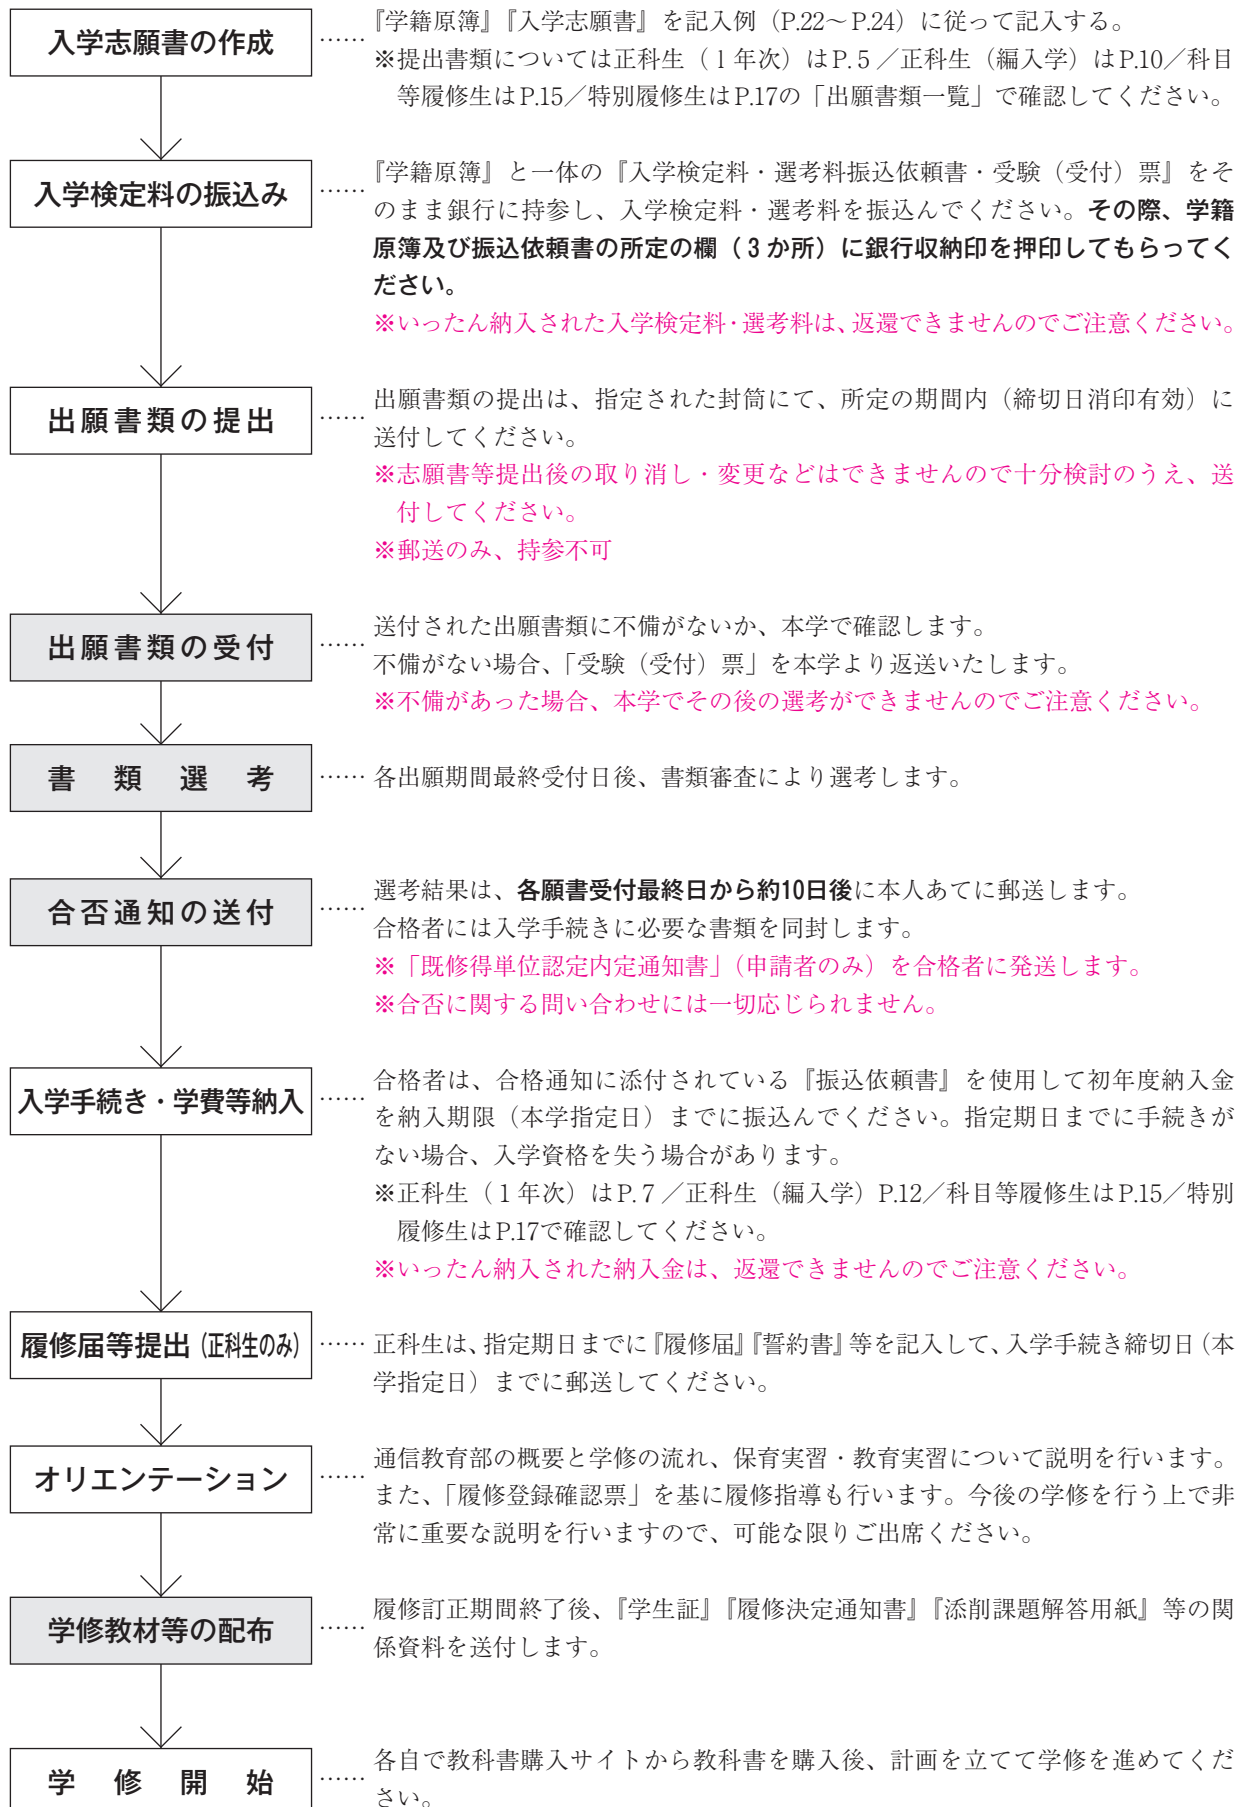 入学志願書の作成
……『学籍原簿』『入学志願書』を記入例（P.22〜P.24）に従って記入する。
※提出書類については正科生（１年次）はP.５／正科生（編入学）はP.10／科目
等履修生はP.15／特別履修生はP.17の「出願書類一覧」で確認してください。
入学検定料の振込み
……『学籍原簿』と一体の『入学検定料・選考料振込依頼書・受験（受付）票』をそ
のまま銀行に持参し、入学検定料・選考料を振込んでください。その際、学籍
原簿及び振込依頼書の所定の欄（３か所）に銀行収納印を押印してもらってく
ださい。
※いったん納入された入学検定料・選考料は、返還できませんのでご注意ください。
出願書類の提出
……出願書類の提出は、指定された封筒にて、所定の期間内（締切日消印有効）に
送付してください。
※志願書等提出後の取り消し・変更などはできませんので十分検討のうえ、送
付してください。
※郵送のみ、持参不可
出願書類の受付
……送付された出願書類に不備がないか、本学で確認します。
不備がない場合、「受験（受付）票」を本学より返送いたします。
※不備があった場合、本学でその後の選考ができませんのでご注意ください。
書類選考
……各出願期間最終受付日後、書類審査により選考します。
合否通知の送付
……選考結果は、各願書受付最終日から約10日後に本人あてに郵送します。
合格者には入学手続きに必要な書類を同封します。
※「既修得単位認定内定通知書」（申請者のみ）を合格者に発送します。
※合否に関する問い合わせには一切応じられません。
入学手続き・学費等納入
……合格者は、合格通知に添付されている『振込依頼書』を使用して初年度納入金
を納入期限（本学指定日）までに振込んでください。指定期日までに手続きが
ない場合、入学資格を失う場合があります。
※正科生（１年次）はP.７／正科生（編入学）P.12／科目等履修生はP.15／特別
履修生はP.17で確認してください。
※いったん納入された納入金は、返還できませんのでご注意ください。
履修届等提出（正科生のみ）
……正科生は、指定期日までに『履修届』『誓約書』等を記入して、入学手続き締切日（本
学指定日）までに郵送してください。
オリエンテーション
……通信教育部の概要と学修の流れ、保育実習・教育実習について説明を行います。
また、「履修登録確認票」を基に履修指導も行います。今後の学修を行う上で非
常に重要な説明を行いますので、可能な限りご出席ください。
学修教材等の配布
……履修訂正期間終了後、『学生証』『履修決定通知書』『添削課題解答用紙』等の関
係資料を送付します。
学修開始
……各自で教科書購入サイトから教科書を購入後、計画を立てて学修を進めてくだ
さい。